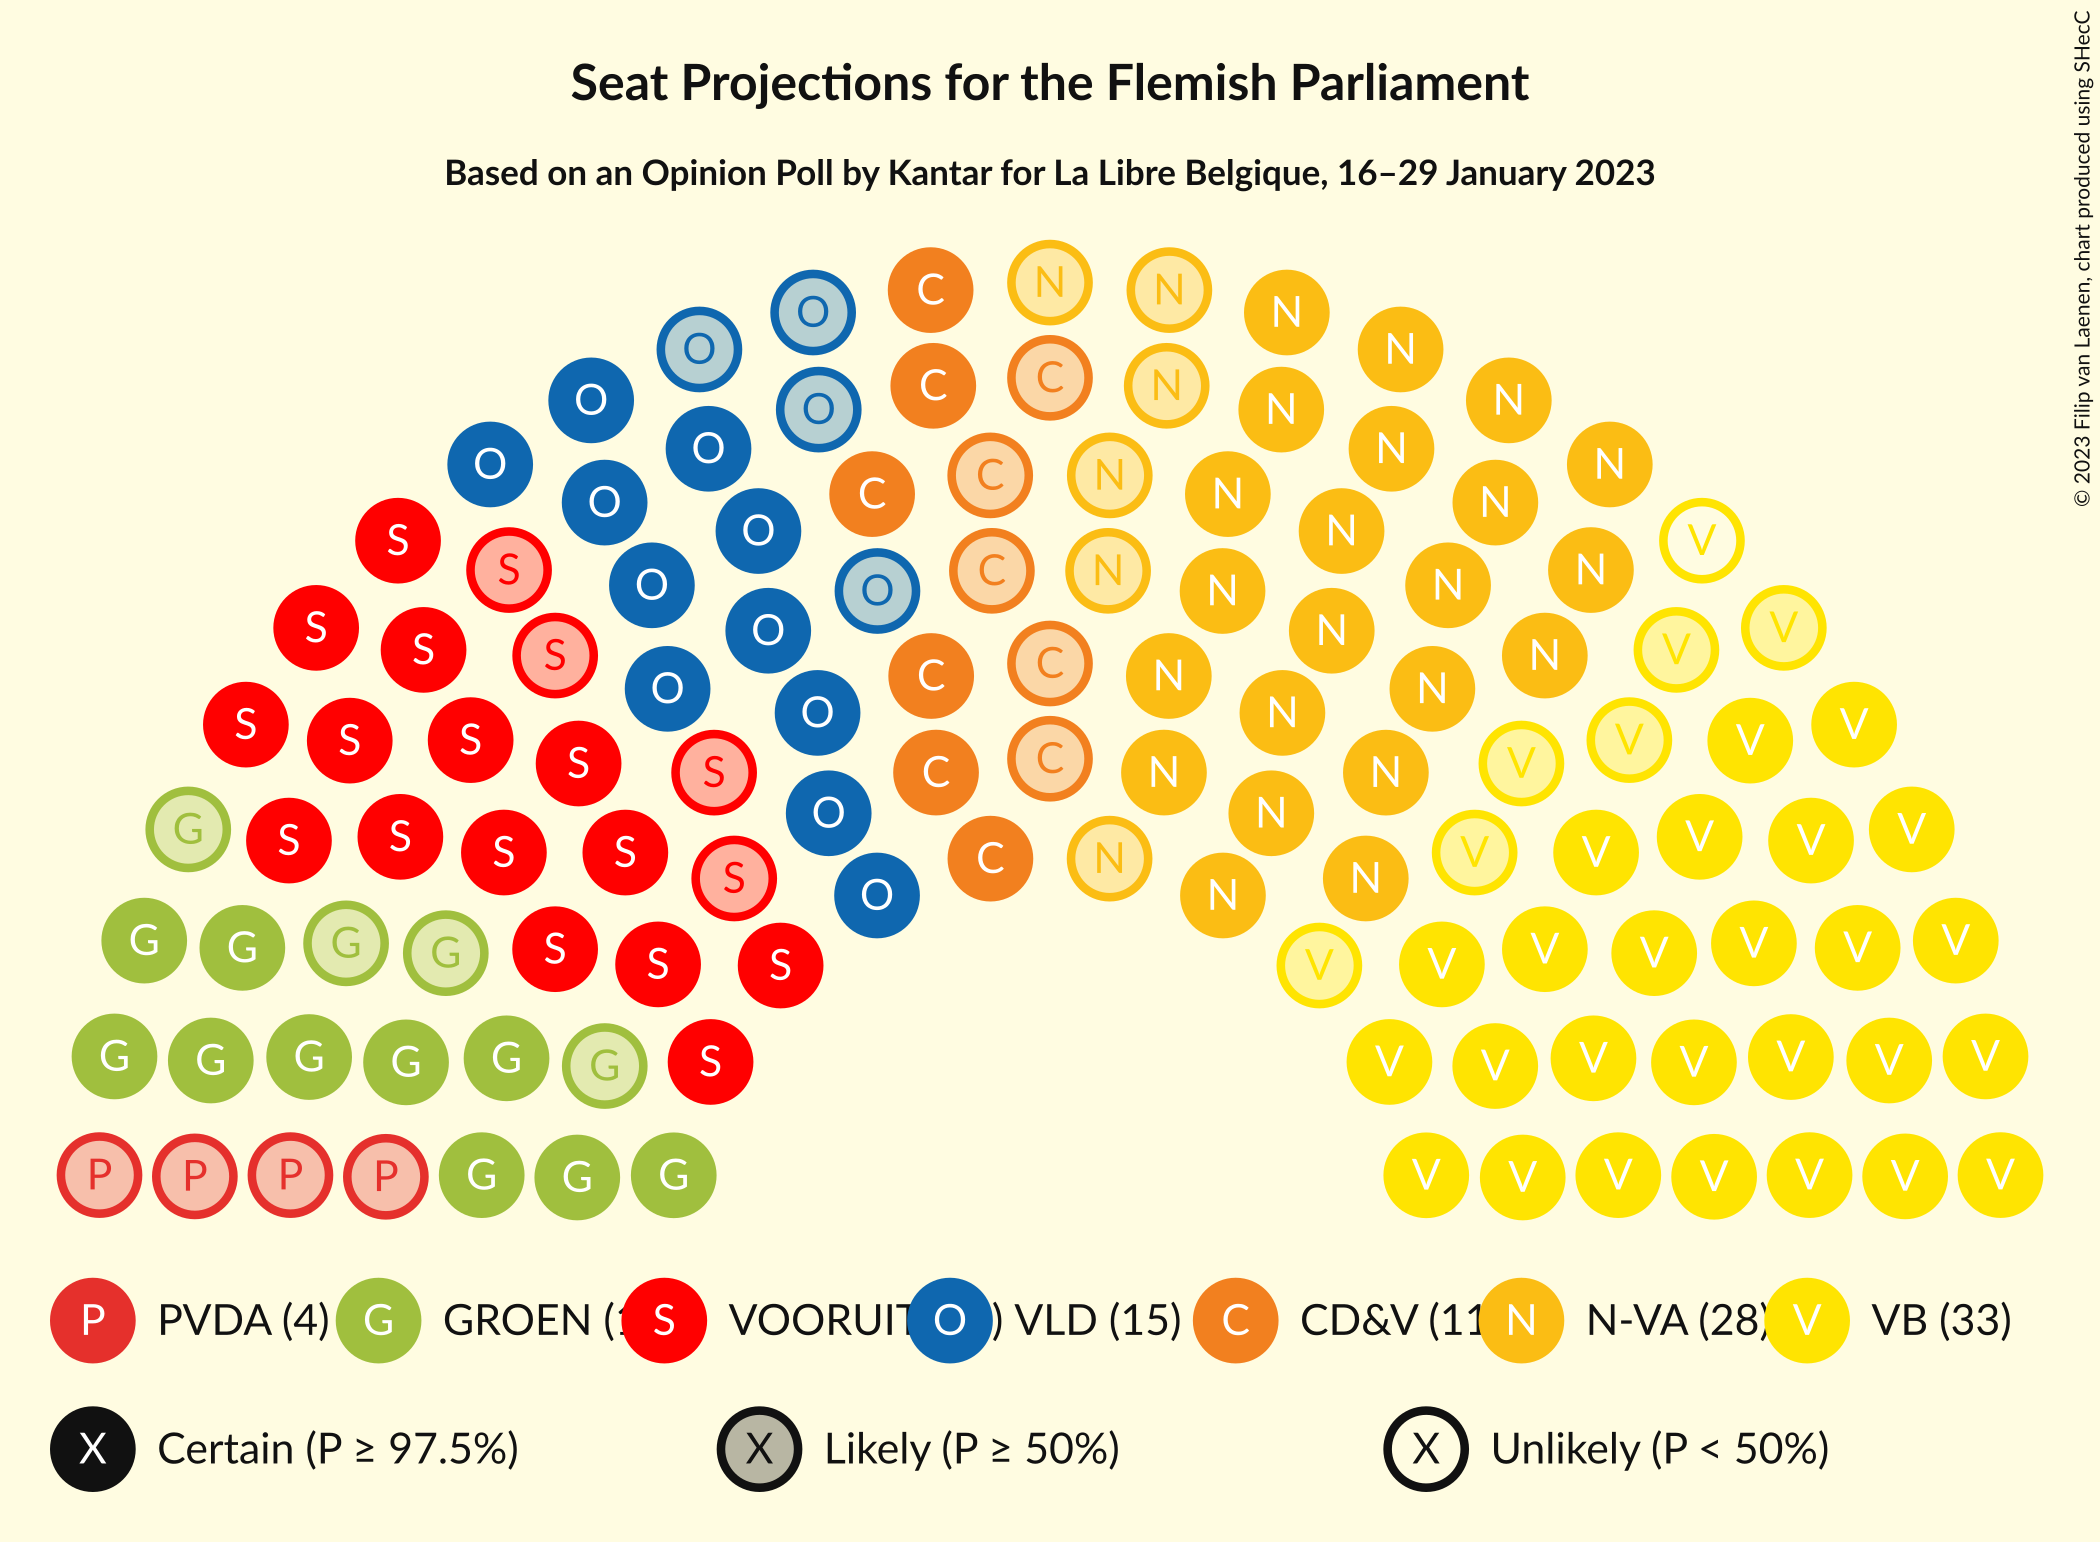 Seat Projections for the Flemish Parliament
Based on an Opinion Poll by Kantar for La Libre Belgique, 16–29 January 2023
© 2023 Filip van Laenen, chart produced using SHecC
O C N N N
O C C N N N
O O C N N
O O O C N N N N
S O O C N N N V
S S O O C N N N N
S S S O O C N N N V V
S S S S O O C N N N N V V V V
G S S S S S O C C N N N V V V V V
G G G G S S S S O C N N N V V V V V V V
G G G G G G S V V V V V V V
P P P P G G G V V V V V V V
P PVDA (4) G GROEN ( S VOORUIT O ) VLD (15) C CD&V (11 N N-VA (28) V VB (33)
X Certain (P ≥ 97.5%) X Likely (P ≥ 50%) X Unlikely (P < 50%)